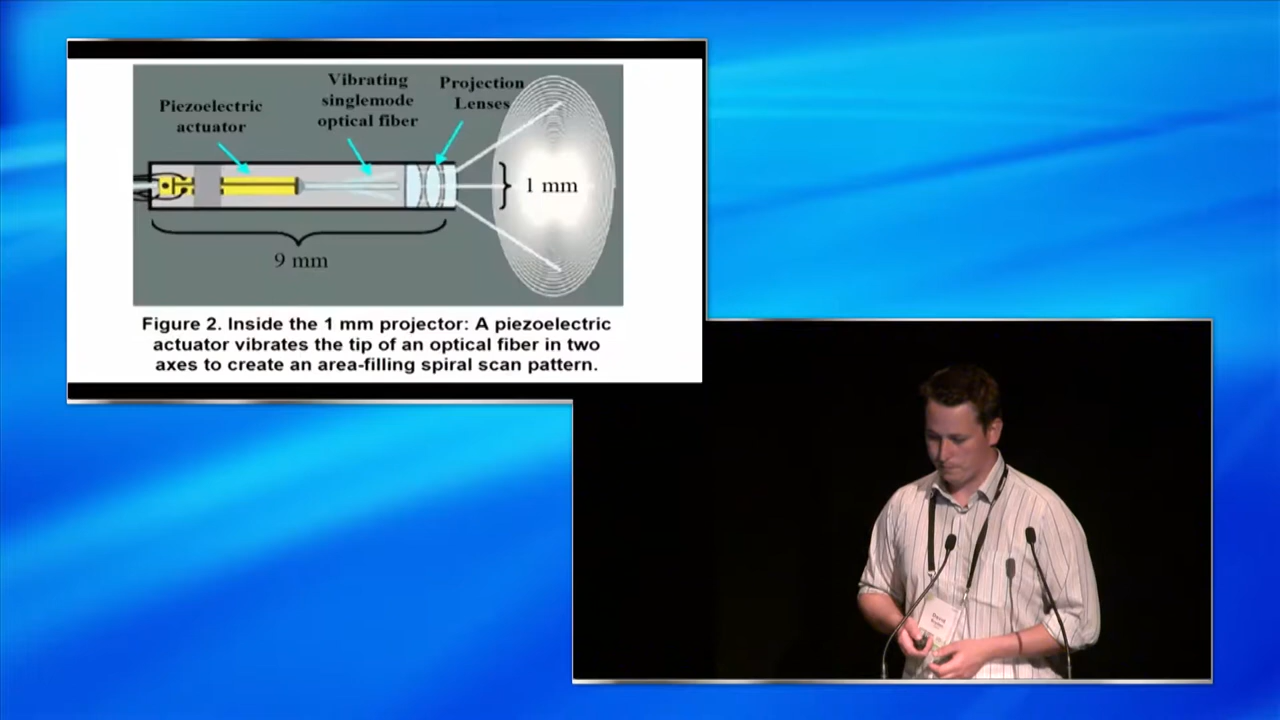 Piezoelectric
actuator
Vibrating
singlemode
optical fiber
Projection
Lenses
1 mm
9 mm
Figure 2. Inside the 1 mm projector: A piezoelectric
actuator vibrates the tip of an optical fiber in two
axes to create an area-filling spiral scan pattern.
David